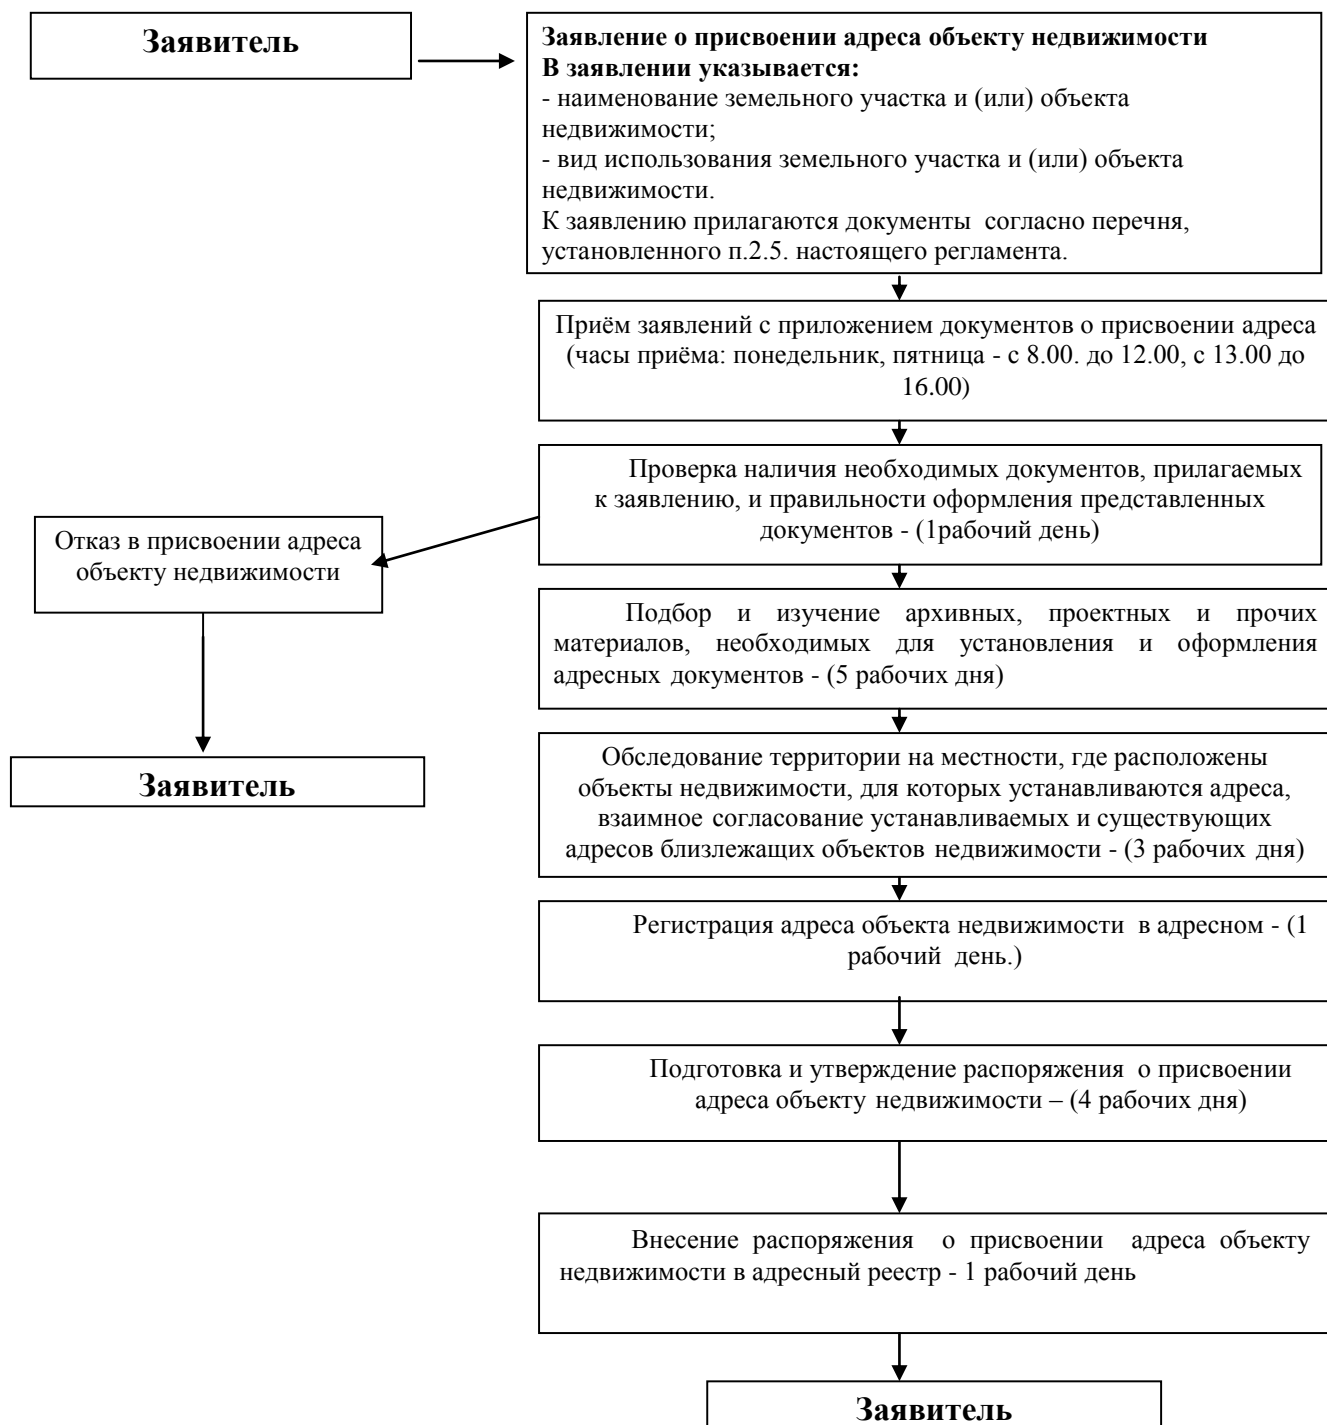 Заявитель
Заявление о присвоении адреса объекту недвижимости
В заявлении указывается:
- наименование земельного участка и (или) объекта
недвижимости;
- вид использования земельного участка и (или) объекта
недвижимости.
К заявлению прилагаются документы  согласно перечня,
установленного п.2.5. настоящего регламента.
Приём заявлений с приложением документов о присвоении адреса
(часы приёма: понедельник, пятница - с 8.00. до 12.00, с 13.00 до
16.00)
Проверка наличия необходимых документов, прилагаемых
к заявлению, и правильности оформления представленных
документов - (1рабочий день)
Отказ в присвоении адреса
объекту недвижимости
Заявитель
Подбор и изучение архивных, проектных и прочих
материалов, необходимых для установления и оформления
адресных документов - (5 рабочих дня)
Обследование территории на местности, где расположены
объекты недвижимости, для которых устанавливаются адреса,
взаимное согласование устанавливаемых и существующих
адресов близлежащих объектов недвижимости - (3 рабочих дня)
Регистрация адреса объекта недвижимости  в адресном - (1
рабочий  день.)
Подготовка и утверждение распоряжения  о присвоении
адреса объекту недвижимости – (4 рабочих дня)
Внесение распоряжения  о присвоении  адреса объекту
недвижимости в адресный реестр - 1 рабочий день
Заявитель